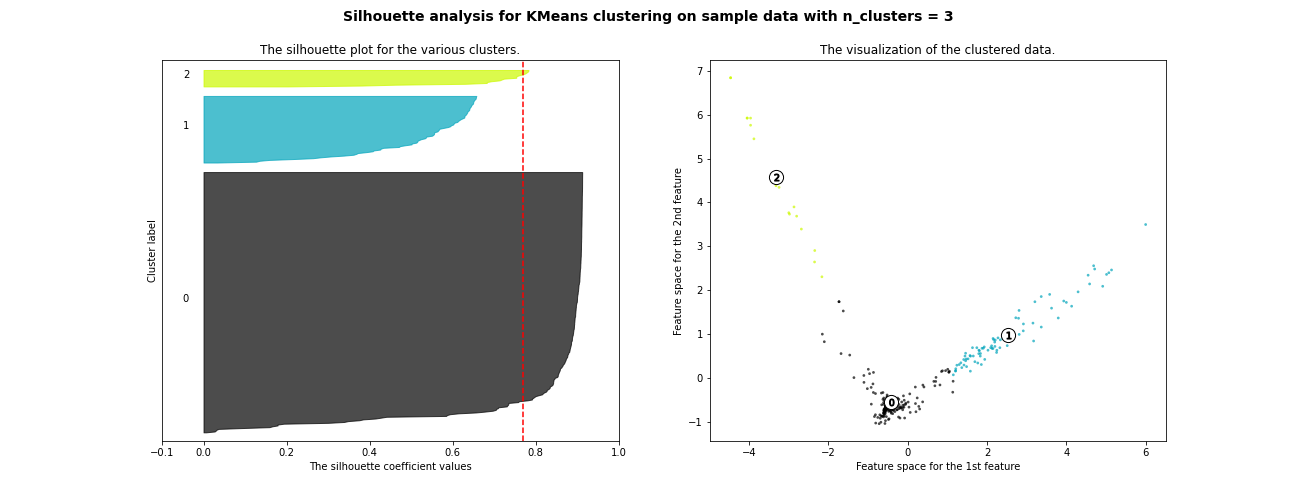 Silhouette analysis for KMeans clustering on sample data with n_clusters = 3
The silhouette plot for the various clusters.
Cluster label
2
1
0
−0.1 0.0 0.2 0.4 0.6 0.8 1.0
The silhouette coefficient values
The visualization of the clustered data.
Feature space for the 2nd feature
7
6
5
4
3
2
1
0
−1
2
1
0
−4 −2 0 2 4 6
Feature space for the 1st feature